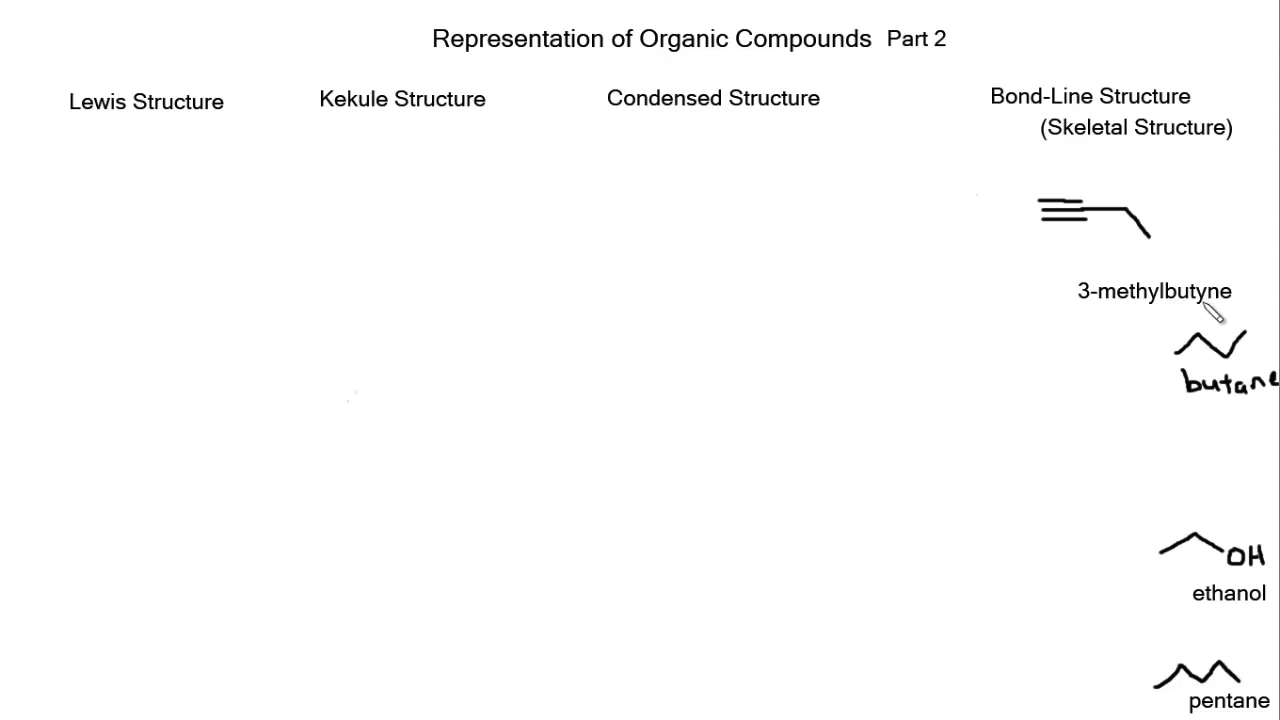 Representation of Organic Compounds Part 2
Lewis Structure
Kekule Structure
Condensed Structure
Bond-Line Structure
(Skeletal Structure)
3-methylbutyne
butane
OH
ethanol
pentane